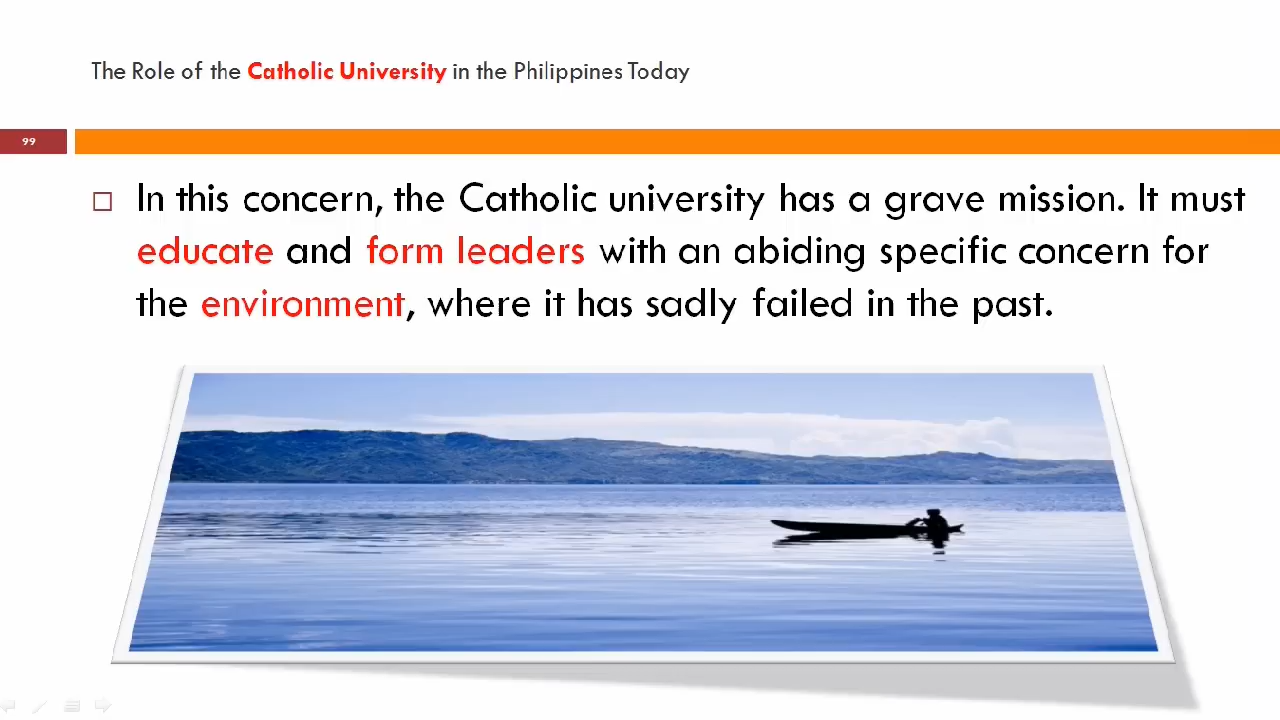 The Role of the Catholic University in the Philippines Today
99
In this concern, the Catholic university has a grave mission. It must
educate and form leaders with an abiding specific concern for
the environment, where it has sadly failed in the past.